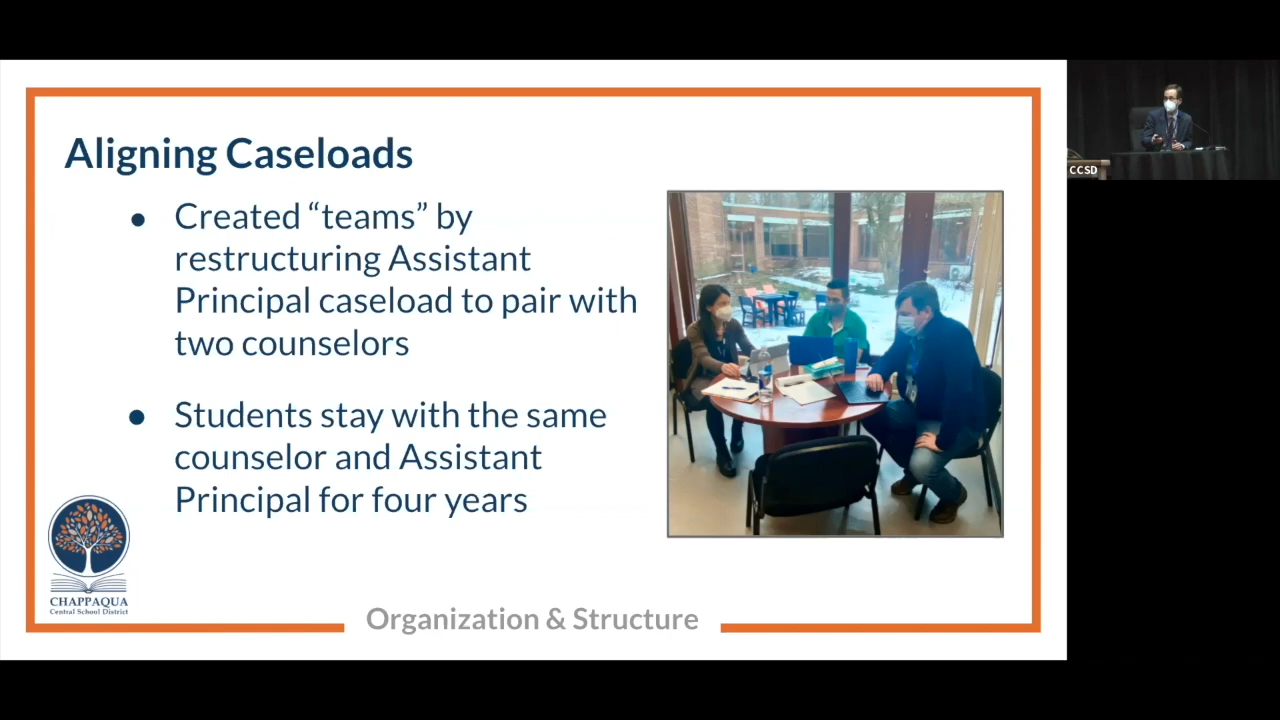 Aligning Caseloads
● Created “teams” by
restructuring Assistant
Principal caseload to pair with
two counselors
● Students stay with the same
counselor and Assistant
Principal for four years
CHAPPAQUA
Central School District
Organization & Structure
CCSD